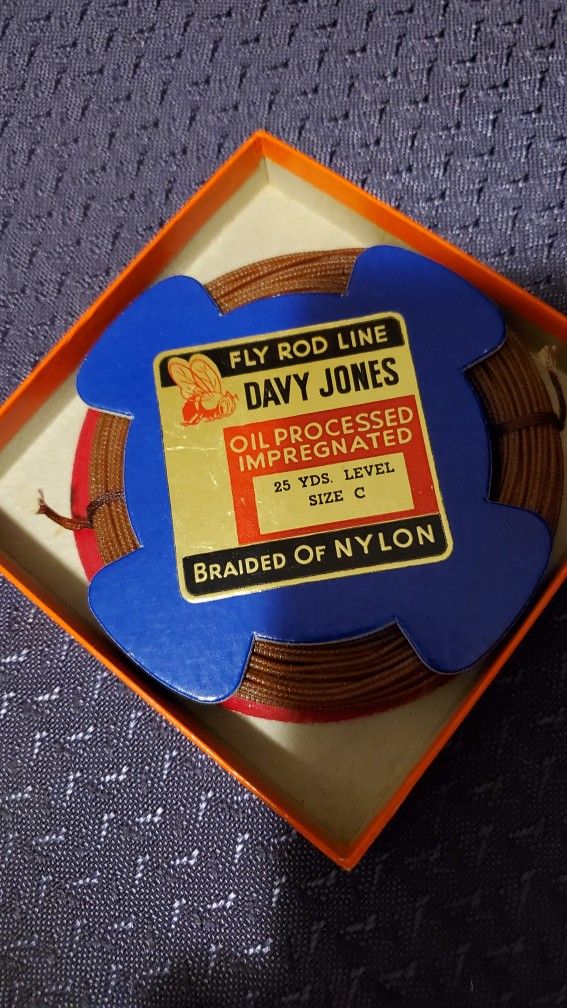 FLY ROD LINE
DAVY JONES
OIL PROCESSED
IMPREGNATED
25 YDS. LEVEL
SIZE C
BRAIDED OF NYLON